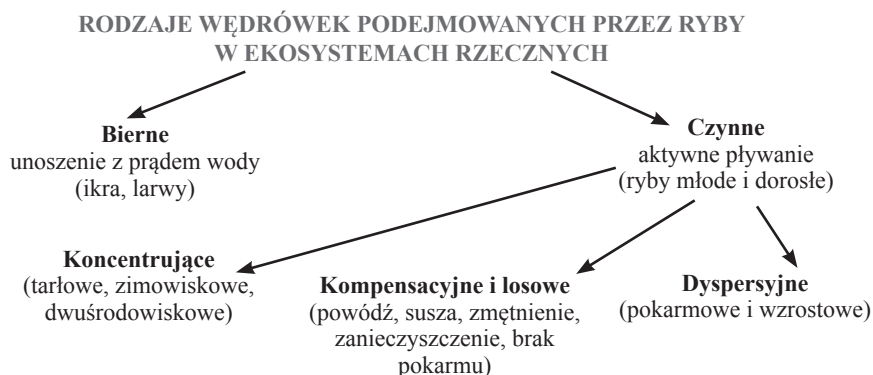 RODZAJE WĘDRÓWEK PODEJMOWANYCH PRZEZ RYBY
W EKOSYSTEMACH RZECZNYCH
Bierne
unoszenie z prądem wody
(ikra, larwy)
Czynne
aktywne pływanie
(ryby młode i dorosłe)
Koncentrujące
(tarłowe, zimowiskowe,
dwuśrodowiskowe)
Kompensacyjne i losowe
(powódź, susza, zmętnienie,
zanieczyszczenie, brak
pokarmu)
Dyspersyjne
(pokarmowe i wzrostowe)